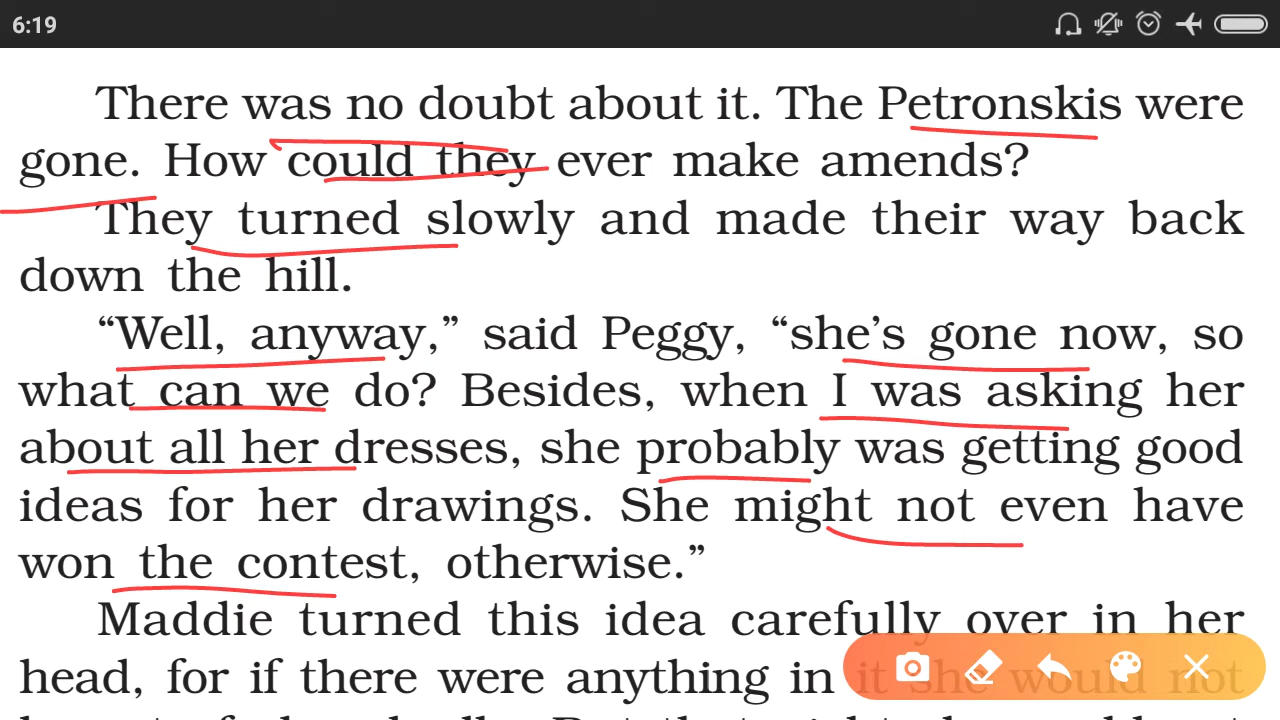 6:19
There was no doubt about it. The Petronskis were
gone. How could they ever make amends?
They turned slowly and made their way back
down the hill.
“Well, anyway,” said Peggy, “she’s gone now, so
what can we do? Besides, when I was asking her
about all her dresses, she probably was getting good
ideas for her drawings. She might not even have
won the contest, otherwise.”
Maddie turned this idea carefully over in her
head, for if there were anything in it she would not